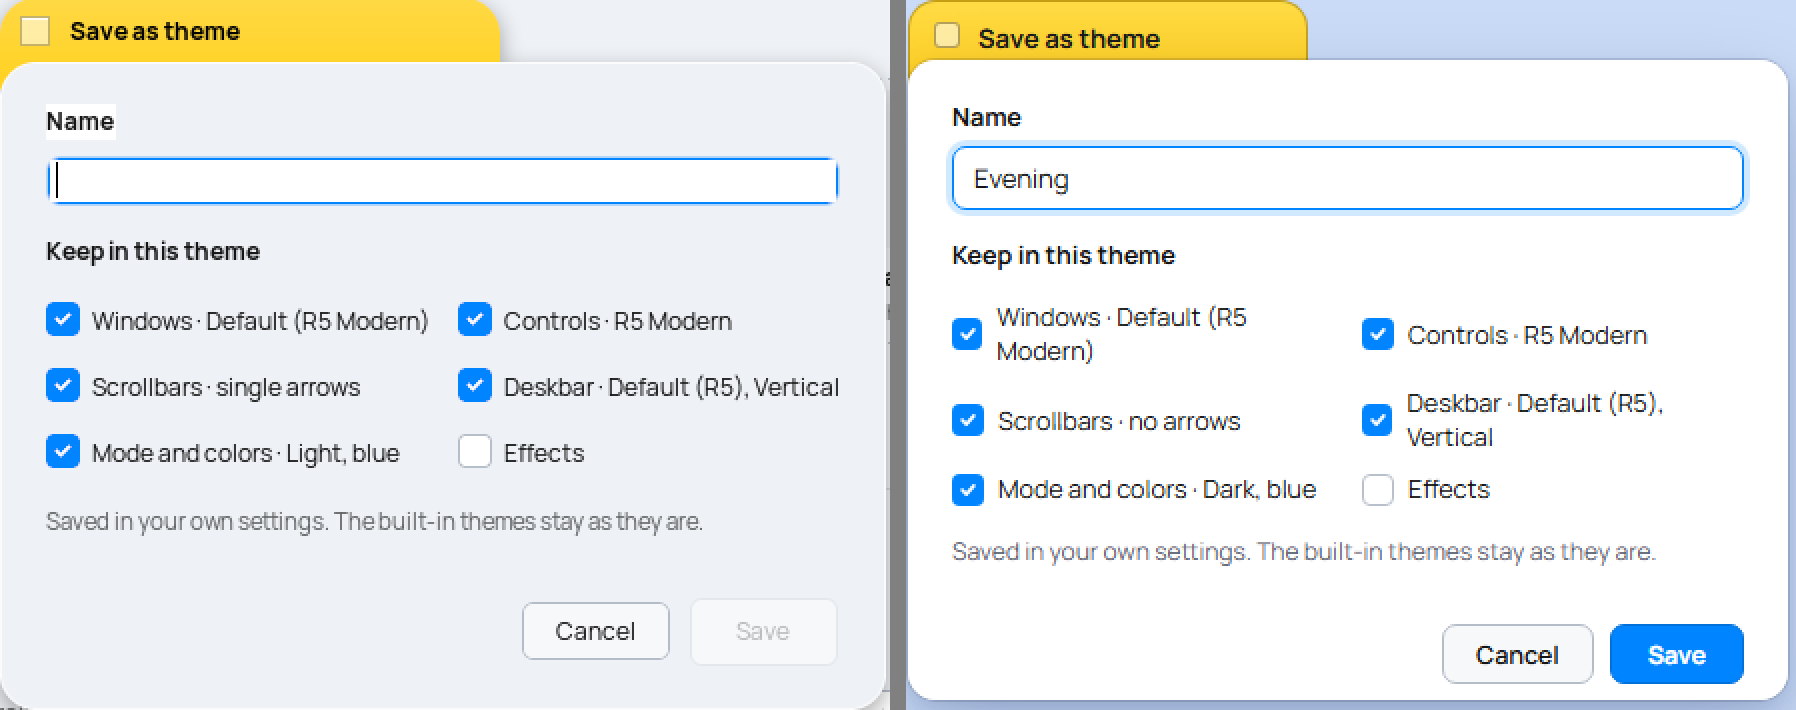 Save as theme
Name
Keep in this theme
Windows · Default (R5 Modern)
Controls · R5 Modern
Scrollbars · single arrows
Deskbar · Default (R5), Vertical
Mode and colors · Light, blue
Effects
Saved in your own settings. The built-in themes stay as they are.
Cancel
Save
Save as theme
Name
Evening
Keep in this theme
Windows · Default (R5
Modern)
Controls · R5 Modern
Scrollbars · no arrows
Deskbar · Default (R5),
Vertical
Mode and colors · Dark, blue
Effects
Saved in your own settings. The built-in themes stay as they are.
Cancel
Save